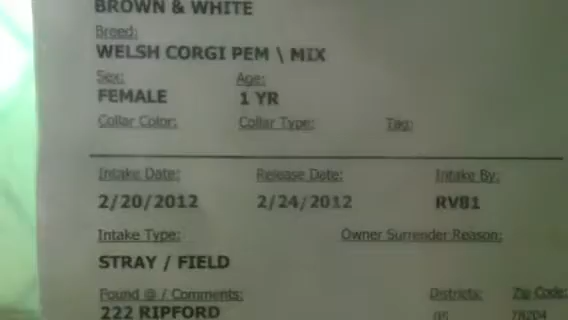 BROWN & WHITE
Breed:
WELSH CORGI PEM \ MIX
Sex: Age:
FEMALE 1 YR
Collar Color: Collar Type: Tag:
Intake Date: Release Date: Intake By:
2/20/2012 2/24/2012 RV81
Intake Type: Owner Surrender Reason:
STRAY / FIELD
Found @ / Comments: Districts: Zip Code:
222 RIPFORD 78204